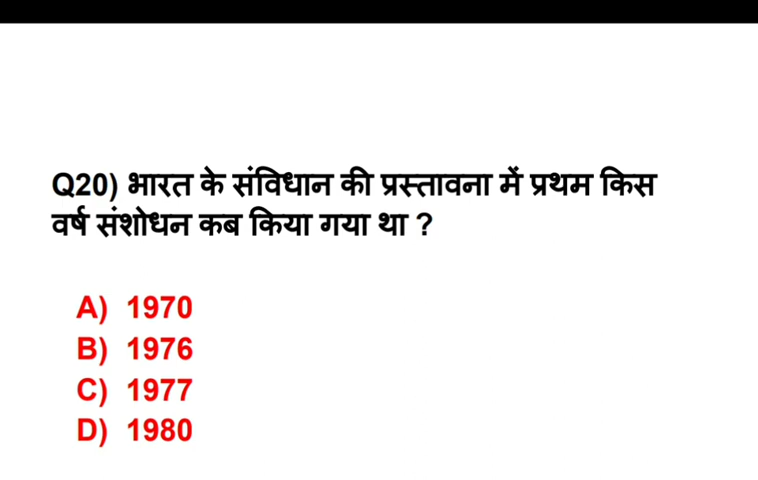 Q20) भारत के संविधान की प्रस्तावना में प्रथम किस
वर्ष संशोधन कब किया गया था ?
A) 1970
B) 1976
C) 1977
D) 1980